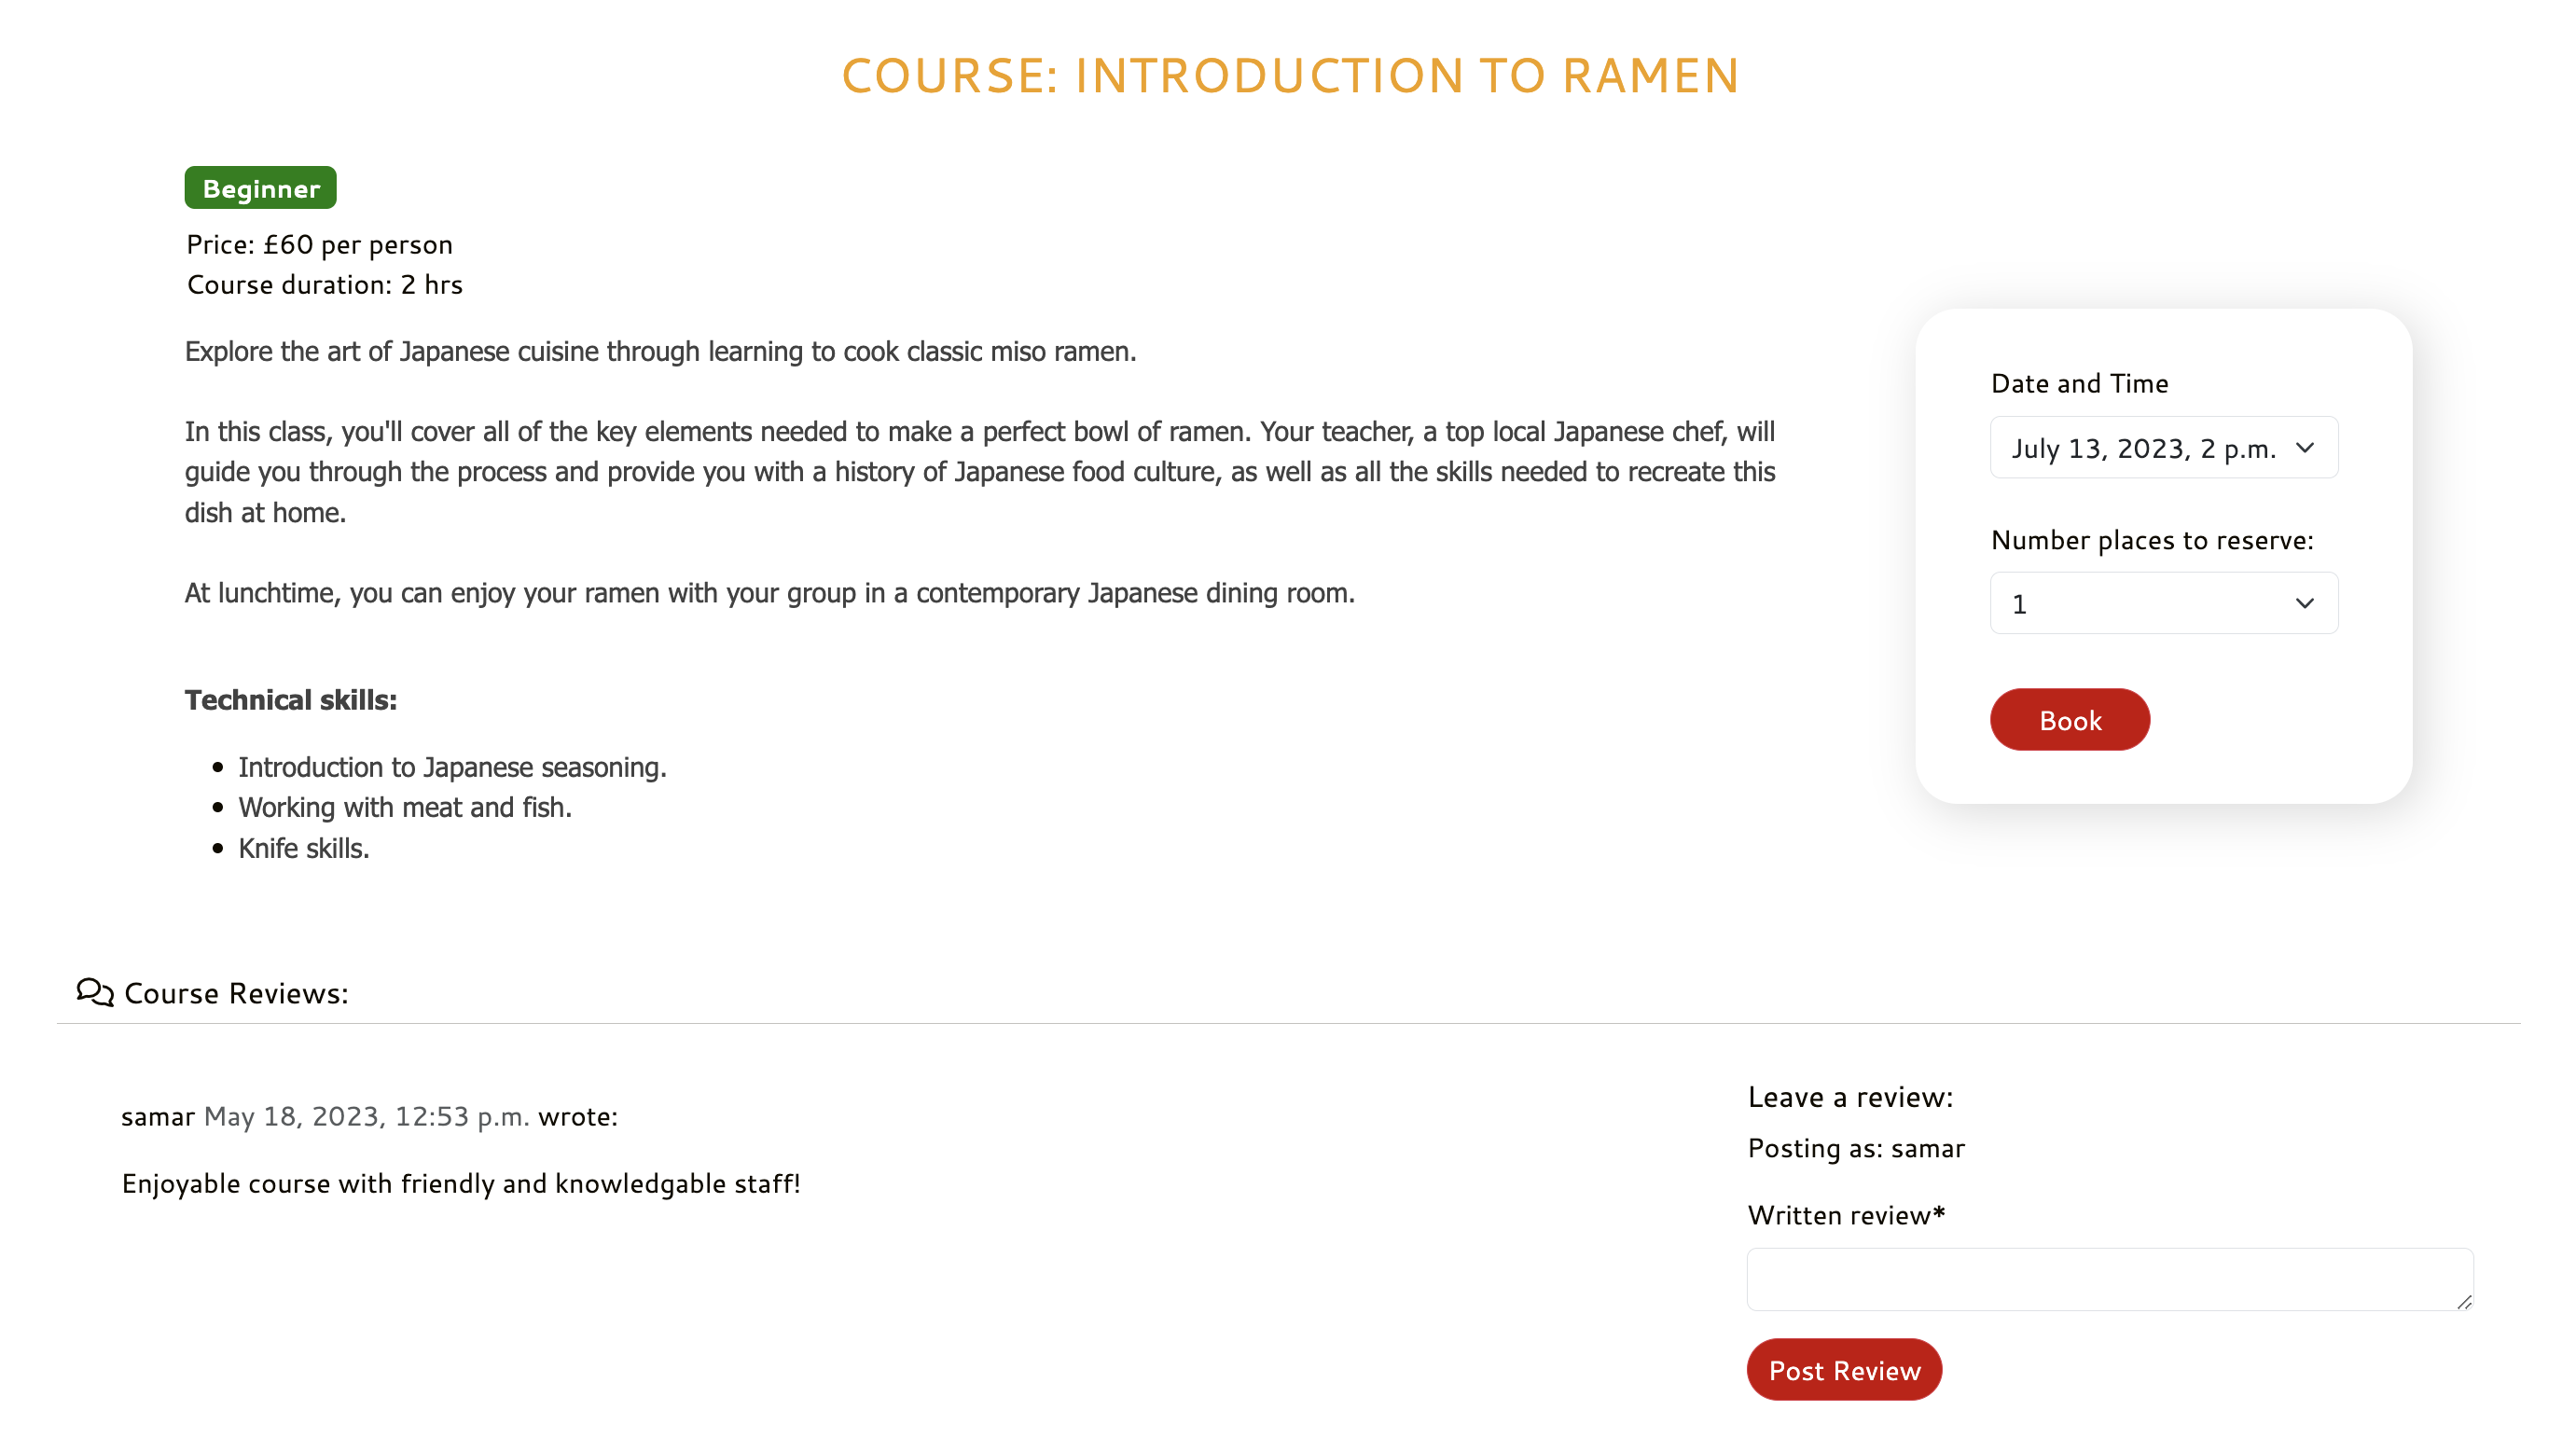 COURSE: INTRODUCTION TO RAMEN
Beginner
Price: £60 per person
Course duration: 2 hrs
Explore the art of Japanese cuisine through learning to cook classic miso ramen.
In this class, you'll cover all of the key elements needed to make a perfect bowl of ramen. Your teacher, a top local Japanese chef, will
guide you through the process and provide you with a history of Japanese food culture, as well as all the skills needed to recreate this
dish at home.
At lunchtime, you can enjoy your ramen with your group in a contemporary Japanese dining room.
Technical skills:
Introduction to Japanese seasoning.
Working with meat and fish.
Knife skills.
Date and Time
July 13, 2023, 2 p.m.
Number places to reserve:
1
Book
Course Reviews:
samar May 18, 2023, 12:53 p.m. wrote:
Enjoyable course with friendly and knowledgable staff!
Leave a review:
Posting as: samar
Written review*
Post Review